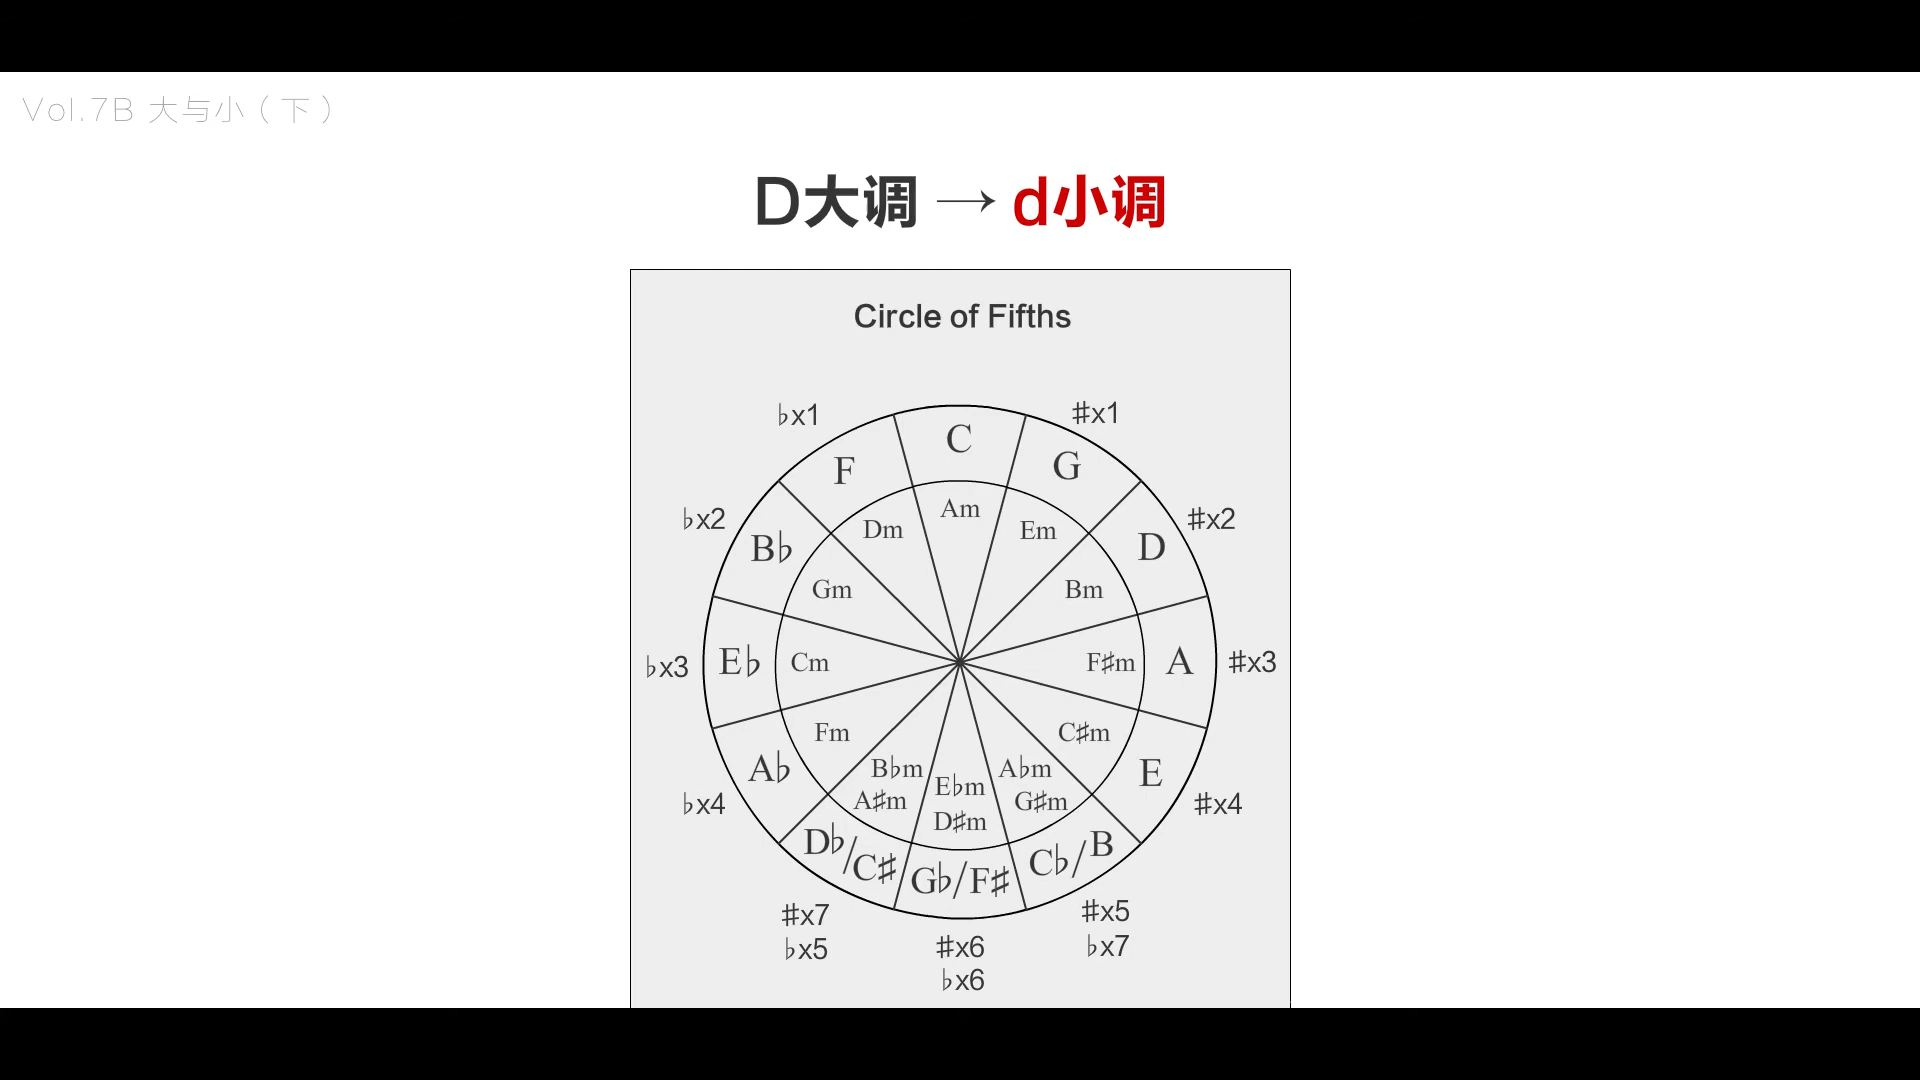 Vol.7B 大与小（下）
D大调 → d小调
Circle of Fifths
♭x1
♯x1
C
F
G
Am
Dm
Em
♭x2
♯x2
B♭
D
Gm
Bm
♭x3
E♭
Cm
F♯m
A
♯x3
Fm
C♯m
A♭
B♭m
E♭m
A♭m
E
A♯m
D♯m
G♯m
♭x4
♯x4
D♭/C♯
G♭/F♯
C♭/B
♯x7
♭x5
♯x6
♭x6
♯x5
♭x7